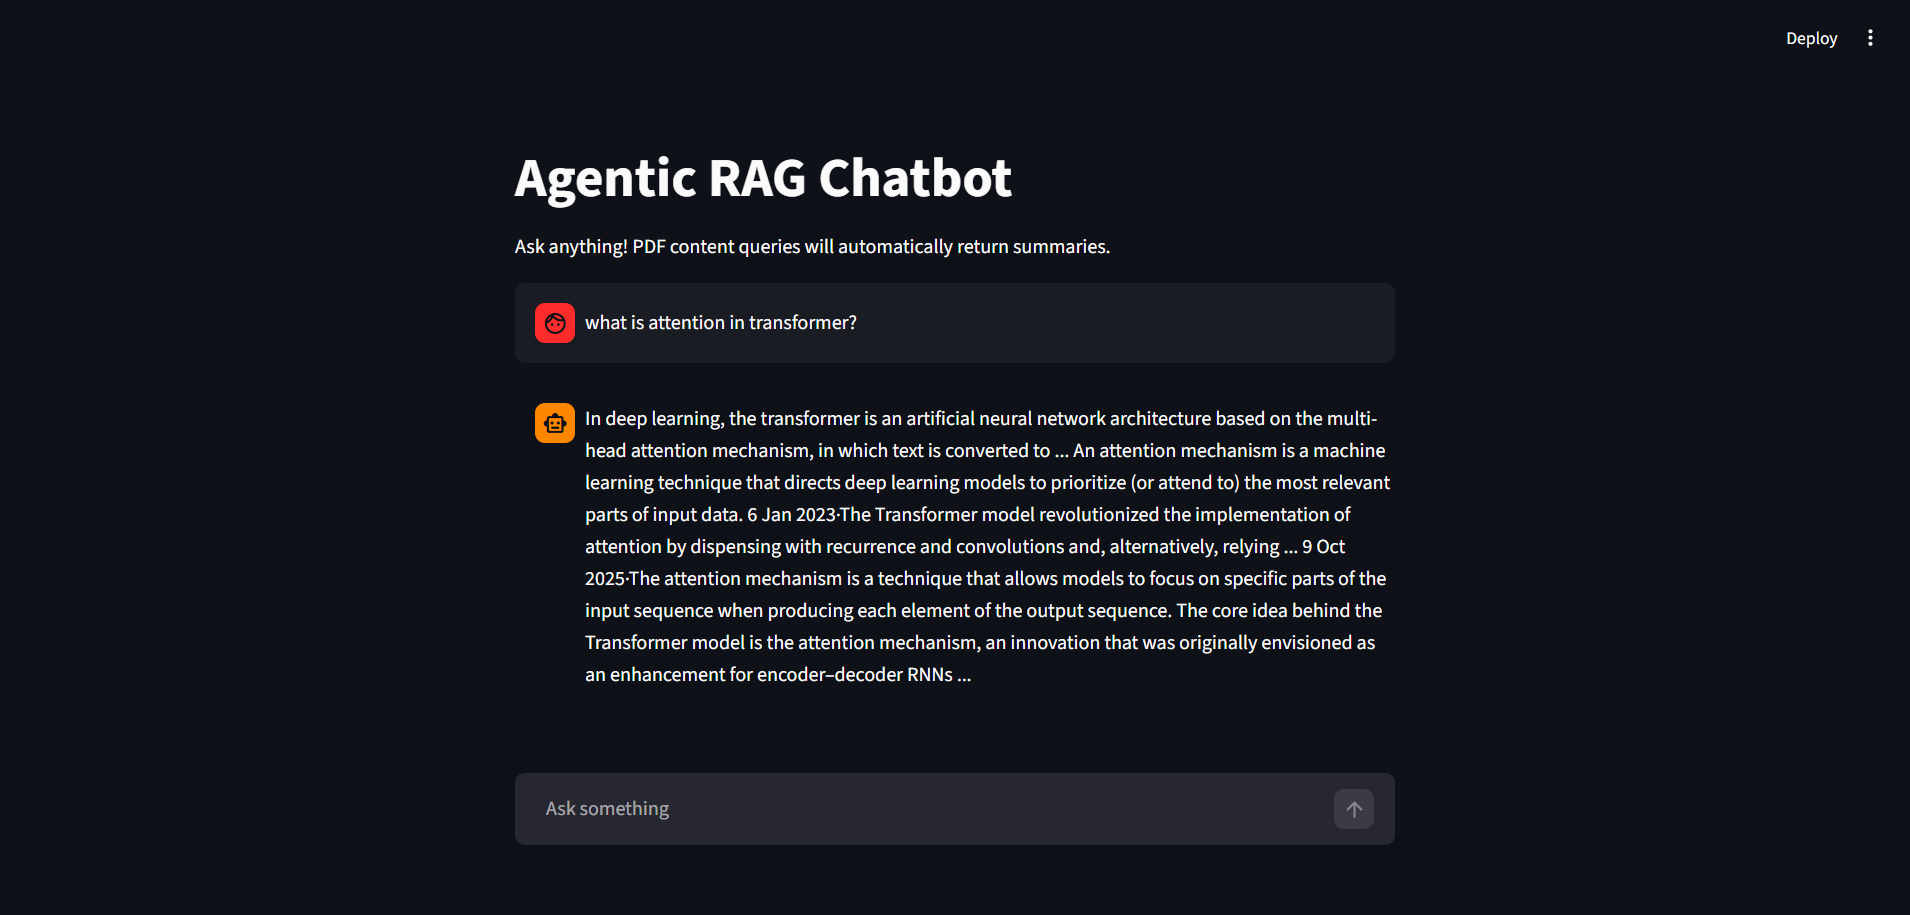 Deploy
Agentic RAG Chatbot
Ask anything! PDF content queries will automatically return summaries.
what is attention in transformer?
In deep learning, the transformer is an artificial neural network architecture based on the multi-
head attention mechanism, in which text is converted to ... An attention mechanism is a machine
learning technique that directs deep learning models to prioritize (or attend to) the most relevant
parts of input data. 6 Jan 2023·The Transformer model revolutionized the implementation of
attention by dispensing with recurrence and convolutions and, alternatively, relying ... 9 Oct
2025·The attention mechanism is a technique that allows models to focus on specific parts of the
input sequence when producing each element of the output sequence. The core idea behind the
Transformer model is the attention mechanism, an innovation that was originally envisioned as
an enhancement for encoder–decoder RNNs ...
Ask something